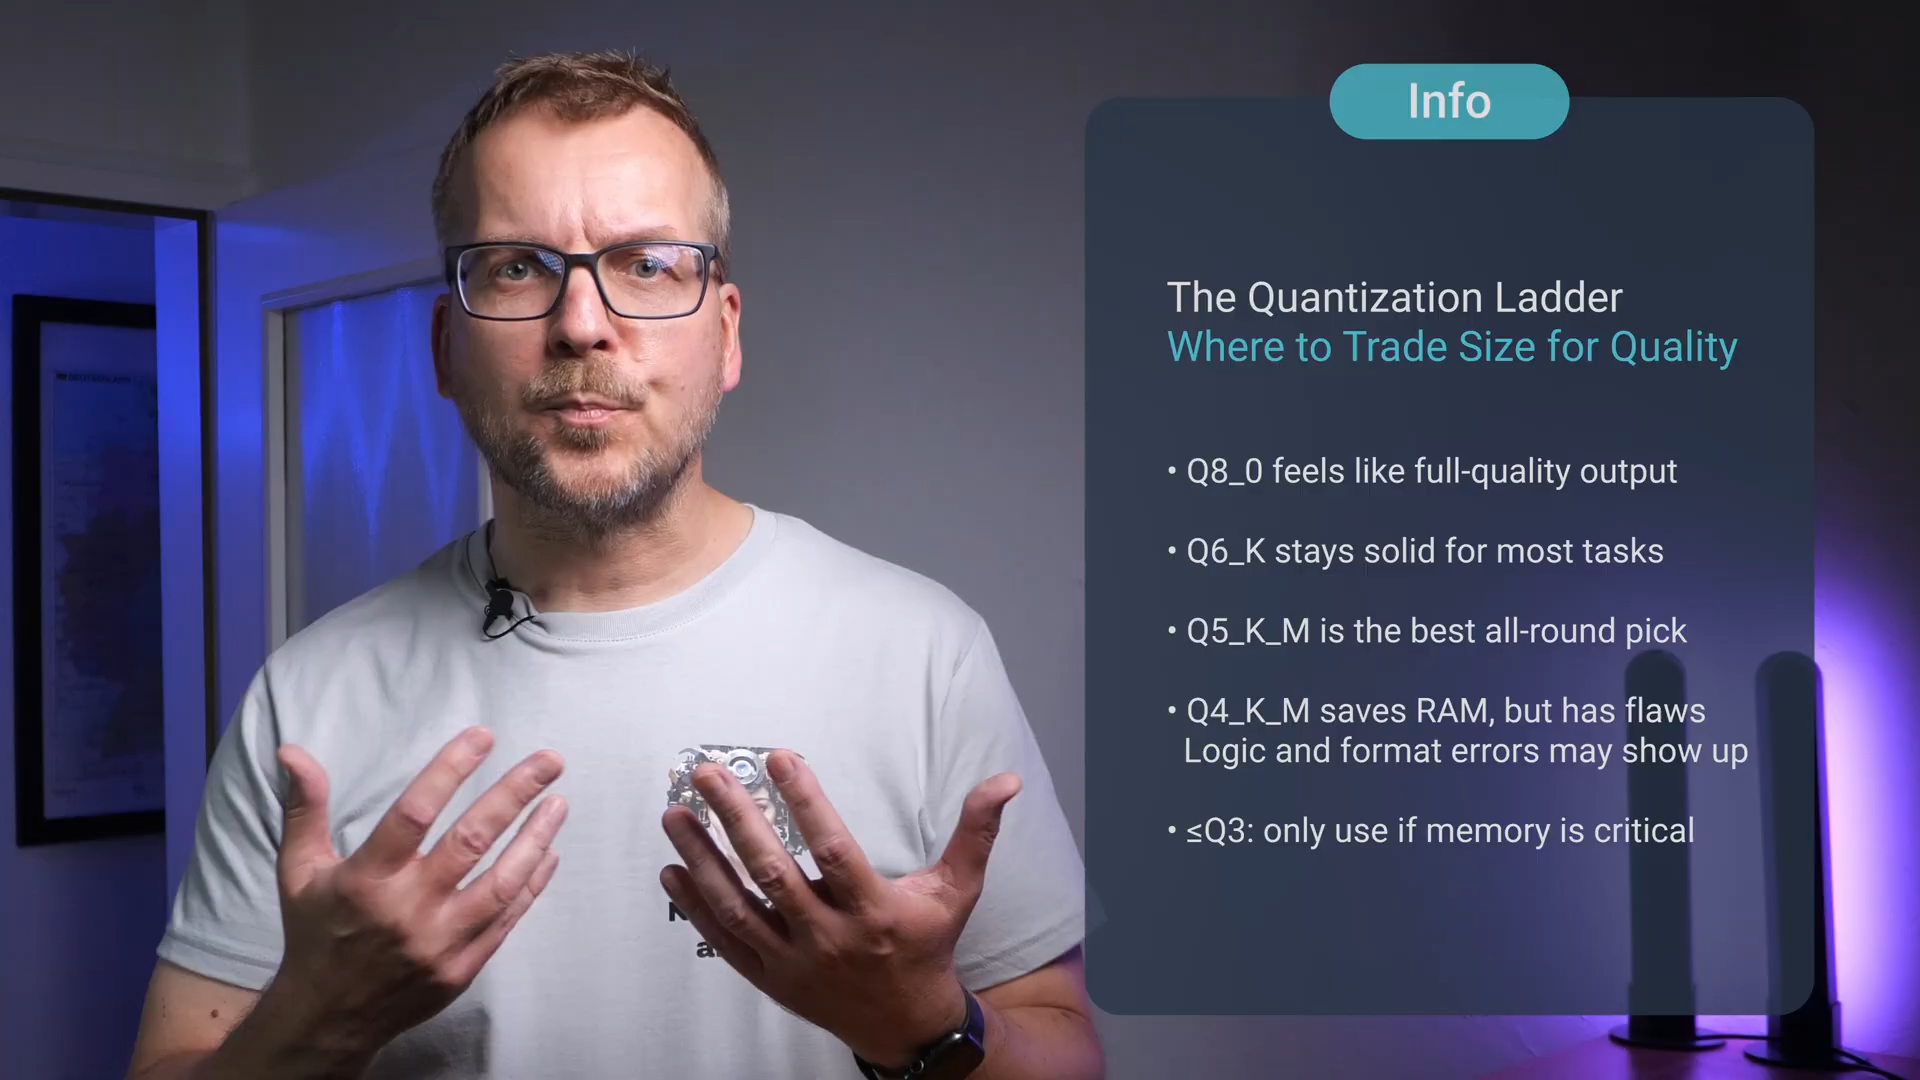 Info
The Quantization Ladder
Where to Trade Size for Quality
• Q8_0 feels like full-quality output
• Q6_K stays solid for most tasks
• Q5_K_M is the best all-round pick
• Q4_K_M saves RAM, but has flaws
Logic and format errors may show up
• ≤Q3: only use if memory is critical